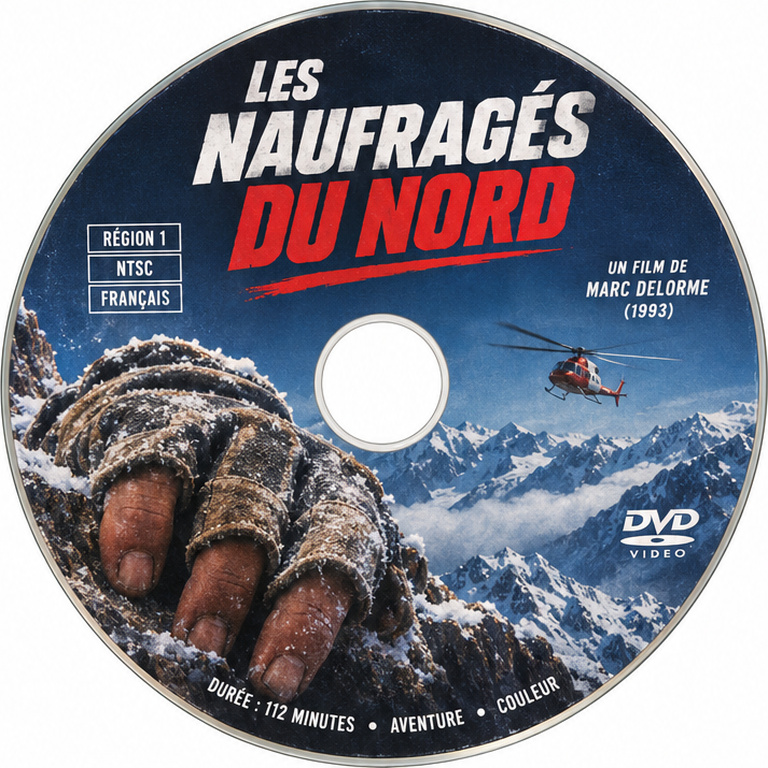 LES
NAUFRAGÉS
DU NORD
RÉGION 1
NTSC
FRANÇAIS
UN FILM DE
MARC DELORME
(1993)
DVD
VIDEO
DURÉE : 112 MINUTES • AVENTURE • COULEUR